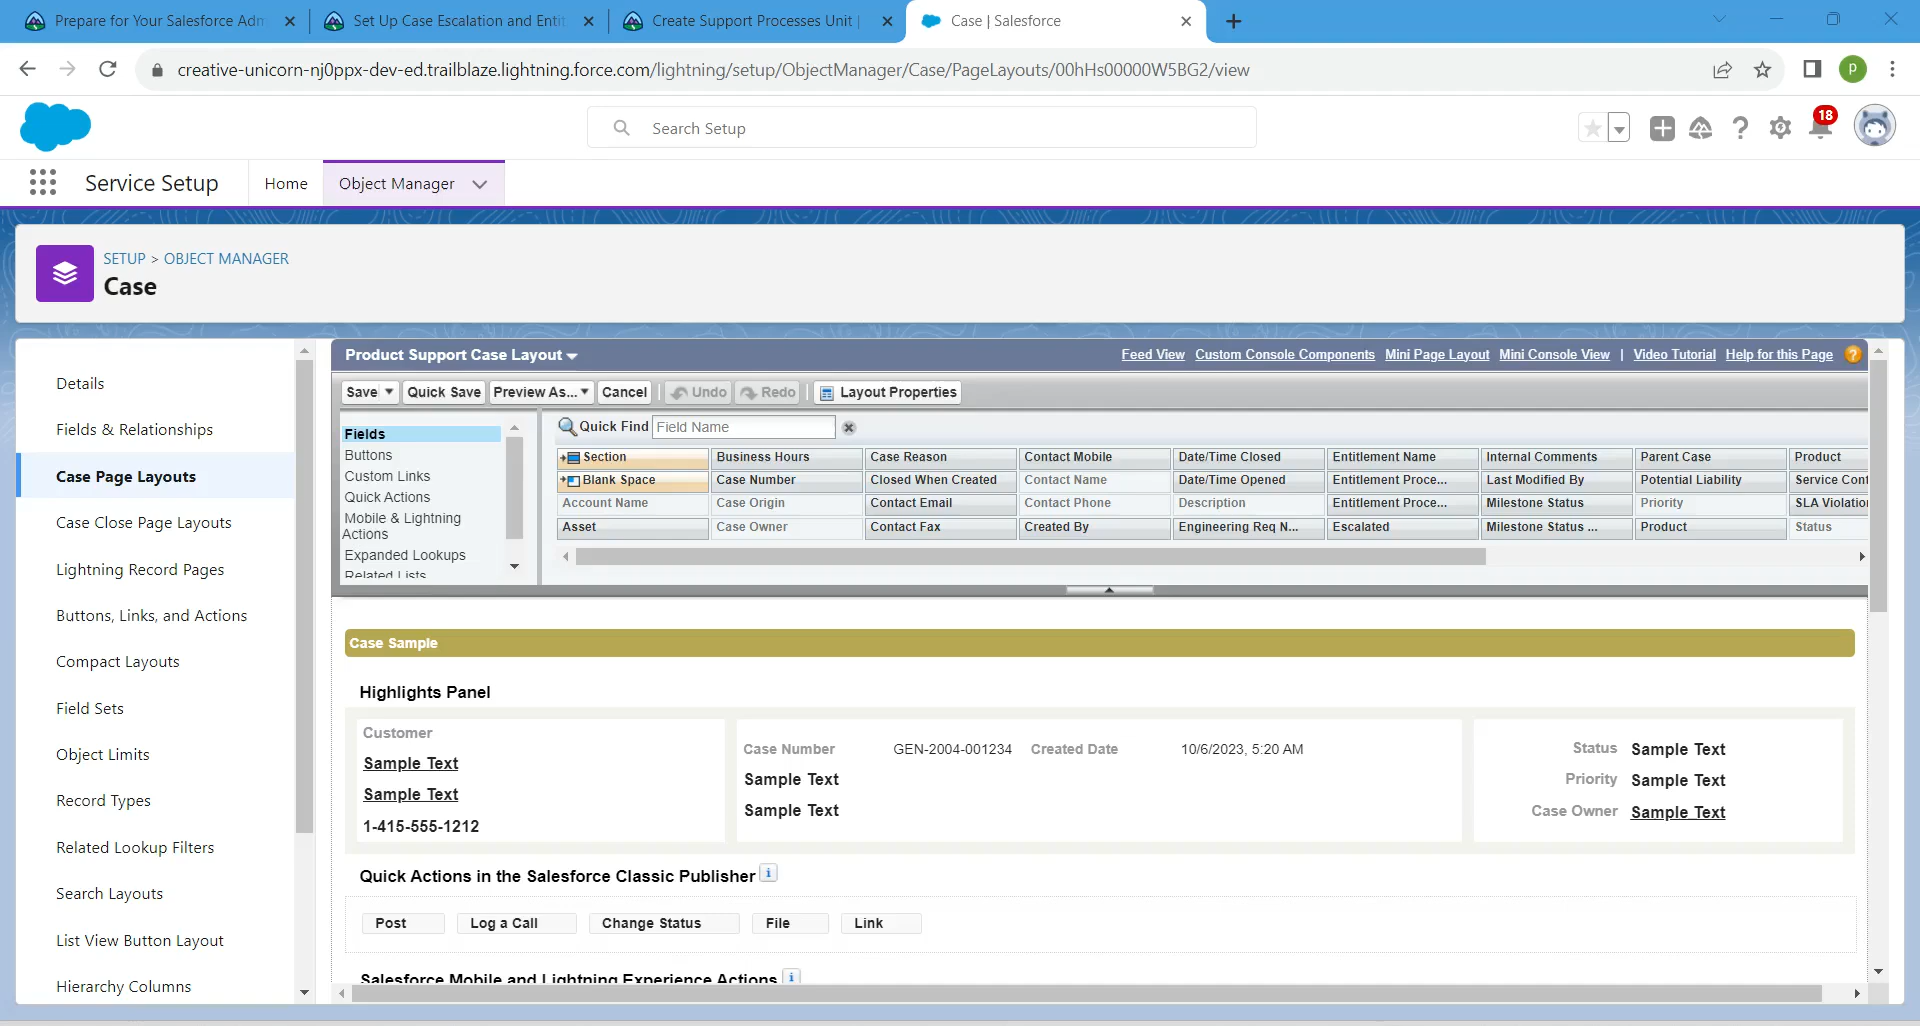 Prepare for Your Salesforce Adm
Set Up Case Escalation and Entit
Create Support Processes Unit |
Case | Salesforce
creative-unicorn-nj0ppx-dev-ed.trailblaze.lightning.force.com/lightning/setup/ObjectManager/Case/PageLayouts/00hHs00000W5BG2/view
P
Search Setup
18
Service Setup
Home
Object Manager
SETUP > OBJECT MANAGER
Case
Details
Fields & Relationships
Case Page Layouts
Case Close Page Layouts
Lightning Record Pages
Buttons, Links, and Actions
Compact Layouts
Field Sets
Object Limits
Record Types
Related Lookup Filters
Search Layouts
List View Button Layout
Hierarchy Columns
Product Support Case Layout
Feed View Custom Console Components Mini Page Layout Mini Console View | Video Tutorial Help for this Page ?
Save Quick Save Preview As... Cancel Undo Redo Layout Properties
Fields
Buttons
Custom Links
Quick Actions
Mobile & Lightning
Actions
Expanded Lookups
Related Lists
Quick Find Field Name
Section Business Hours Case Reason Contact Mobile Date/Time Closed Entitlement Name Internal Comments Parent Case Product
Blank Space Case Number Closed When Created Contact Name Date/Time Opened Entitlement Proce... Last Modified By Potential Liability Service Cont
Account Name Case Origin Contact Email Contact Phone Description Entitlement Proce... Milestone Status Priority SLA Violation
Asset Case Owner Contact Fax Created By Engineering Req N... Escalated Milestone Status ... Product Status
Case Sample
Highlights Panel
Customer
Sample Text
Sample Text
1-415-555-1212
Case Number GEN-2004-001234 Created Date 10/6/2023, 5:20 AM
Sample Text
Sample Text
Status Sample Text
Priority Sample Text
Case Owner Sample Text
Quick Actions in the Salesforce Classic Publisher i
Post Log a Call Change Status File Link
Salesforce Mobile and Lightning Experience Actions i